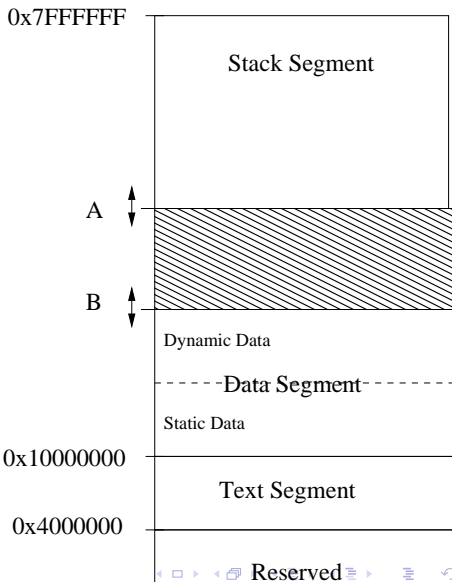 0x7FFFFFF
Stack Segment
A
B
Dynamic Data
Data Segment
Static Data
0x10000000
Text Segment
0x4000000
Reserved